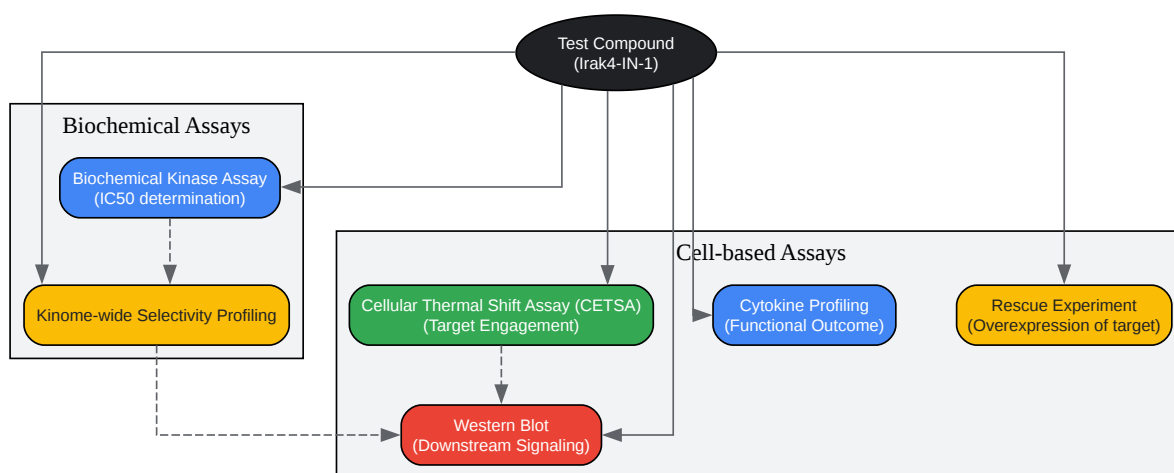 Test Compound
(Irak4-IN-1)
Biochemical Assays
Biochemical Kinase Assay
(IC50 determination)
Kinome-wide Selectivity Profiling
Cell-based Assays
Cellular Thermal Shift Assay (CETSA)
(Target Engagement)
Cytokine Profiling
(Functional Outcome)
Rescue Experiment
(Overexpression of target)
Western Blot
(Downstream Signaling)